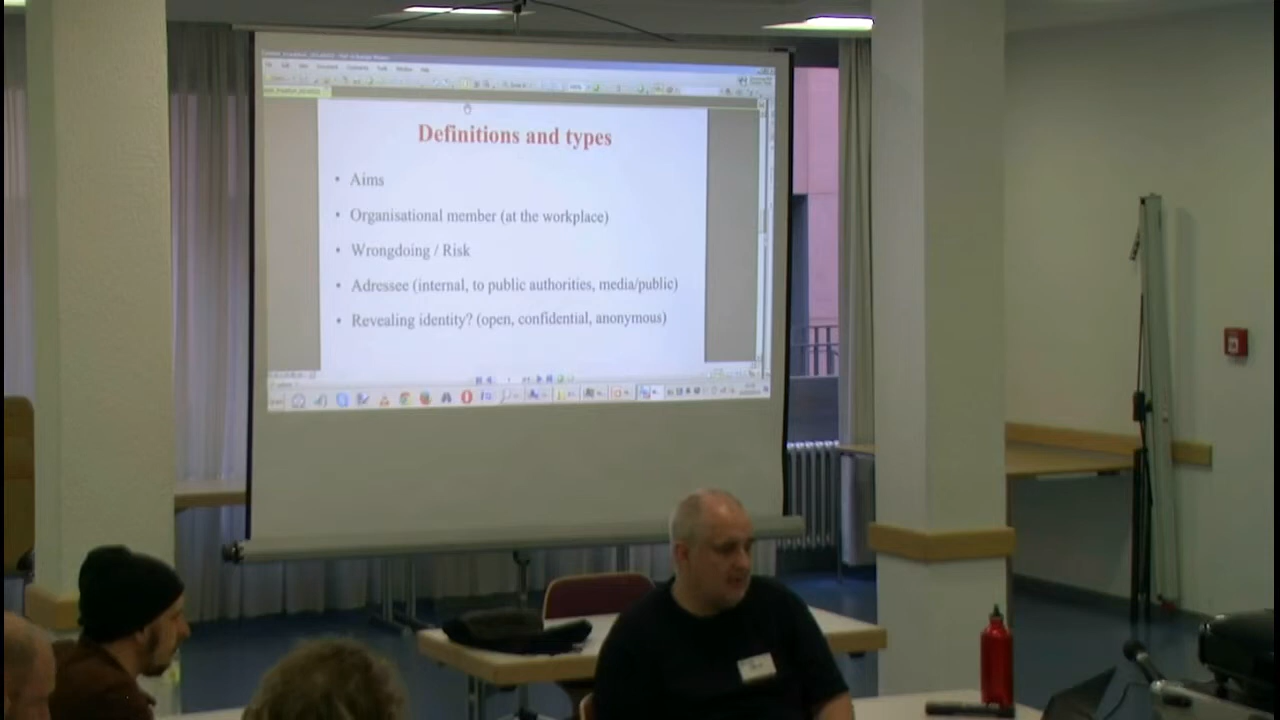 Definitions and types
• Aims
• Organisational member (at the workplace)
• Wrongdoing / Risk
• Adressee (internal, to public authorities, media/public)
• Revealing identity? (open, confidential, anonymous)